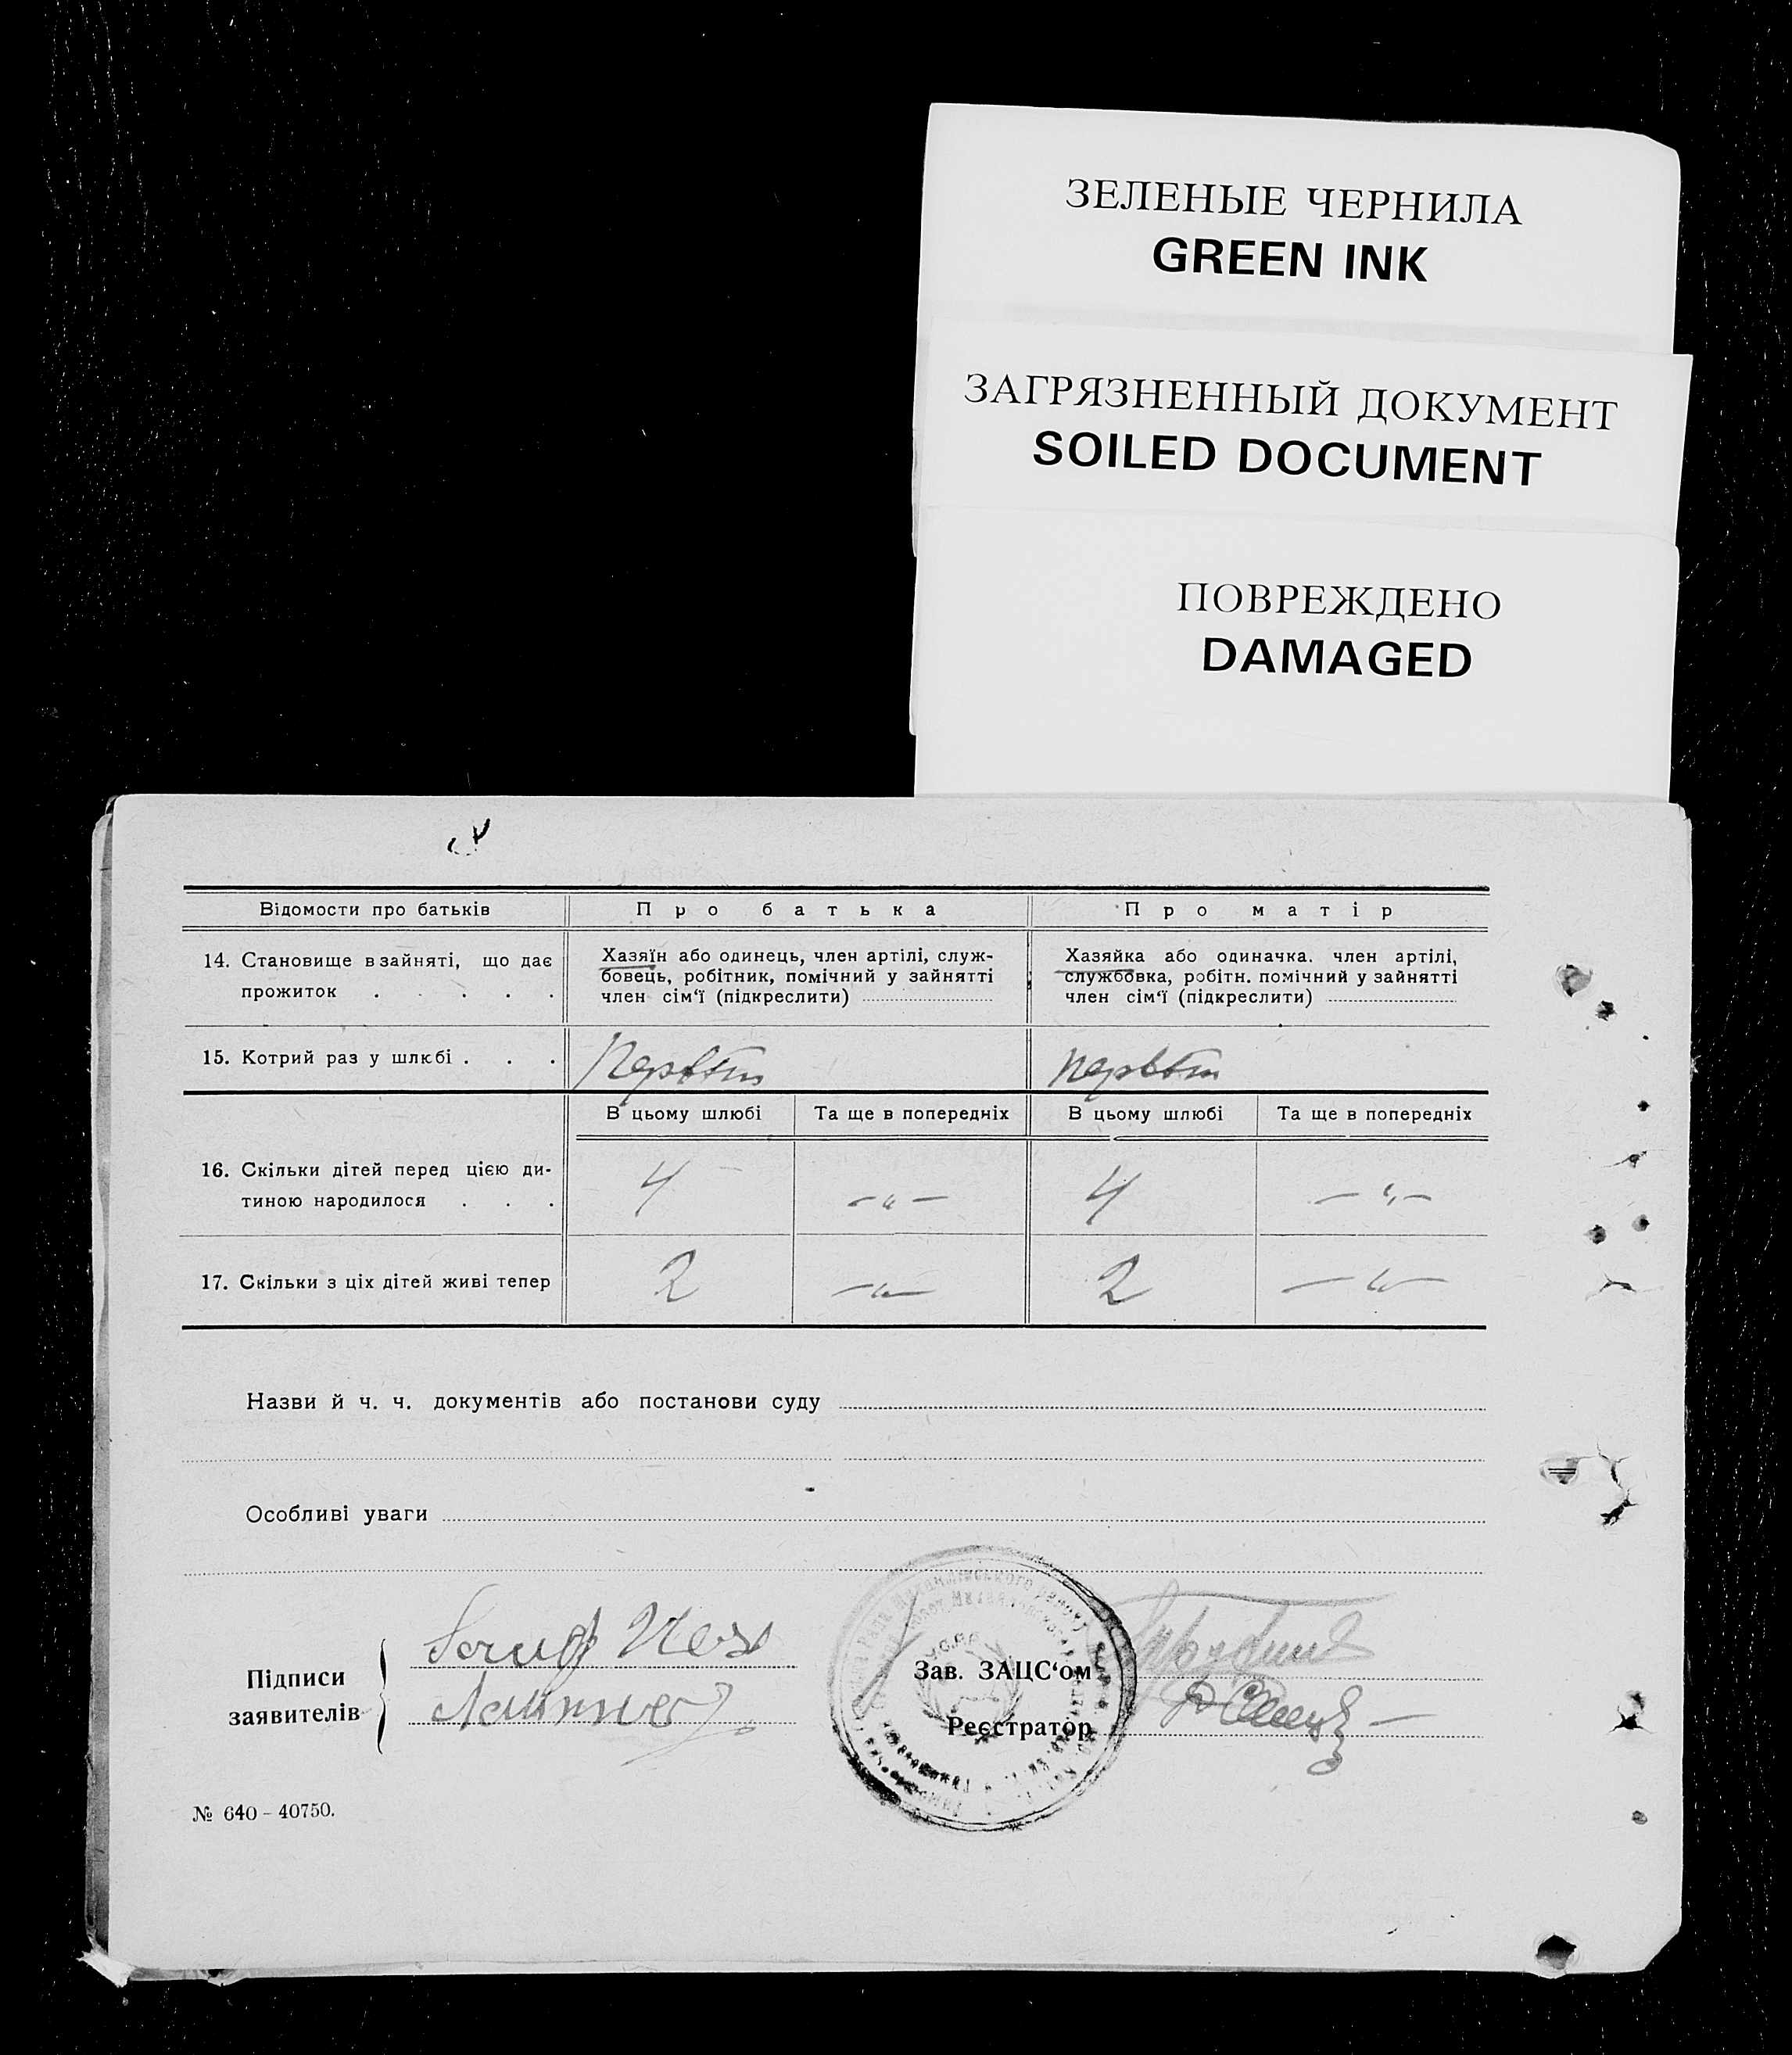 ЗЕЛЕНЫЕ ЧЕРНИЛА
GREEN INK
ЗАГРЯЗНЕННЫЙ ДОКУМЕНТ
SOILED DOCUMENT
ПОВРЕЖДЕНО
DAMAGED
Відомости про батьків Про батька Про матір
14. Становище в зайняті, що дає
прожиток . . . . .
Хазяїн або одинець, член артілі, служ-
бовець, робітник, помічний у зайнятті
член сім'ї (підкреслити)
Хазяйка або одиначка. член артілі,
службовка, робітн. помічний у зайнятті
член сім'ї (підкреслити)
15. Котрий раз у шлюбі . . .
В цьому шлюбі Та ще в попередніх В цьому шлюбі Та ще в попередніх
16. Скільки дітей перед цією ди-
тиною народилося . . .
4 — —„— 4 —„—
17. Скільки з ціх дітей живі тепер 2 —„— 2 —„—
Назви й ч. ч. документів або постанови суду
Особливі уваги
Підписи
заявителів
Зав. ЗАЦС‘ом
Реєстратор
№ 640 - 40750.